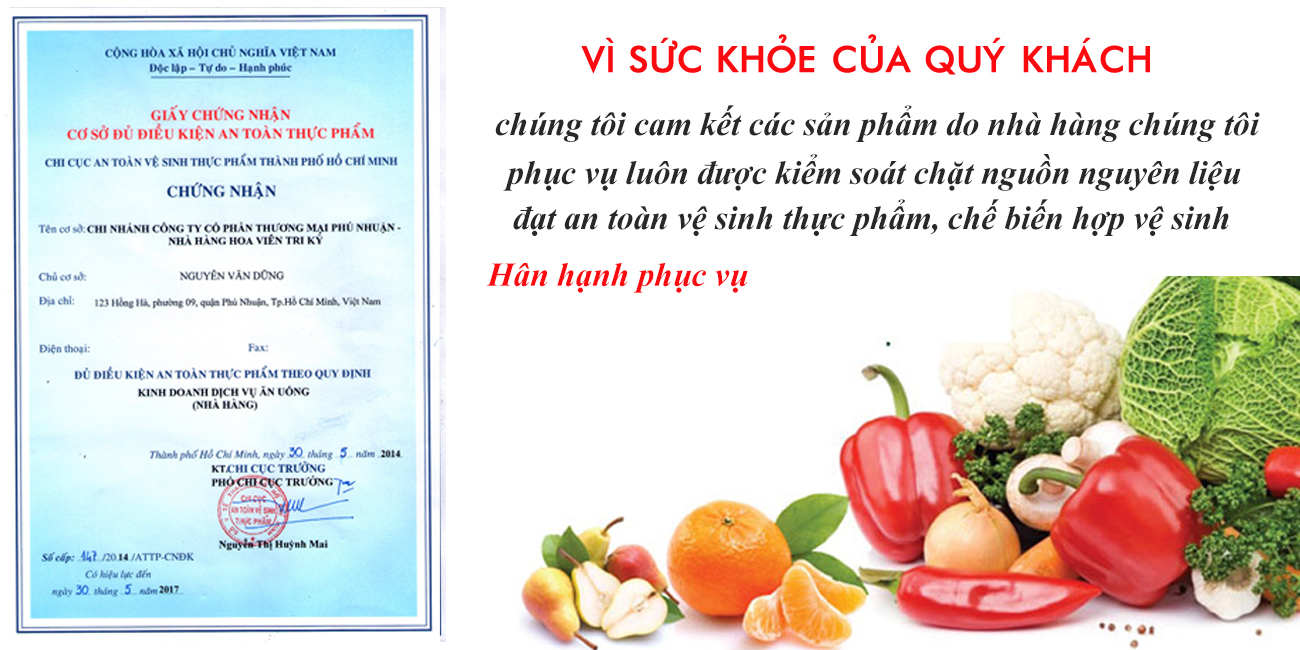 CỘNG HÒA XÃ HỘI CHỦ NGHĨA VIỆT NAM
Độc lập – Tự do – Hạnh phúc
GIẤY CHỨNG NHẬN
CƠ SỞ ĐỦ ĐIỀU KIỆN AN TOÀN THỰC PHẨM
CHI CỤC AN TOÀN VỆ SINH THỰC PHẨM THÀNH PHỐ HỒ CHÍ MINH
CHỨNG NHẬN
Tên cơ sở: CHI NHÁNH CÔNG TY CỔ PHẦN THƯƠNG MẠI PHÚ NHUẬN -
NHÀ HÀNG HOA VIÊN TRI KỶ
Chủ cơ sở: NGUYỄN VĂN DŨNG
Địa chỉ: 123 Hồng Hà, phường 09, quận Phú Nhuận, Tp.Hồ Chí Minh, Việt Nam
Điện thoại: Fax:
ĐỦ ĐIỀU KIỆN AN TOÀN THỰC PHẨM THEO QUY ĐỊNH
KINH DOANH DỊCH VỤ ĂN UỐNG
(NHÀ HÀNG)
Thành phố Hồ Chí Minh, ngày 30 tháng 5 năm 2014
KT.CHI CỤC TRƯỞNG
PHÓ CHI CỤC TRƯỞNG
CHI CỤC
AN TOÀN VỆ SINH
THỰC PHẨM
Nguyễn Thị Huỳnh Mai
Số cấp: 147 /2014 /ATTP-CNĐK
Có hiệu lực đến
ngày 30 tháng 5 năm 2017
VÌ SỨC KHỎE CỦA QUÝ KHÁCH
chúng tôi cam kết các sản phẩm do nhà hàng chúng tôi
phục vụ luôn được kiểm soát chặt nguồn nguyên liệu
đạt an toàn vệ sinh thực phẩm, chế biến hợp vệ sinh
Hân hạnh phục vụ